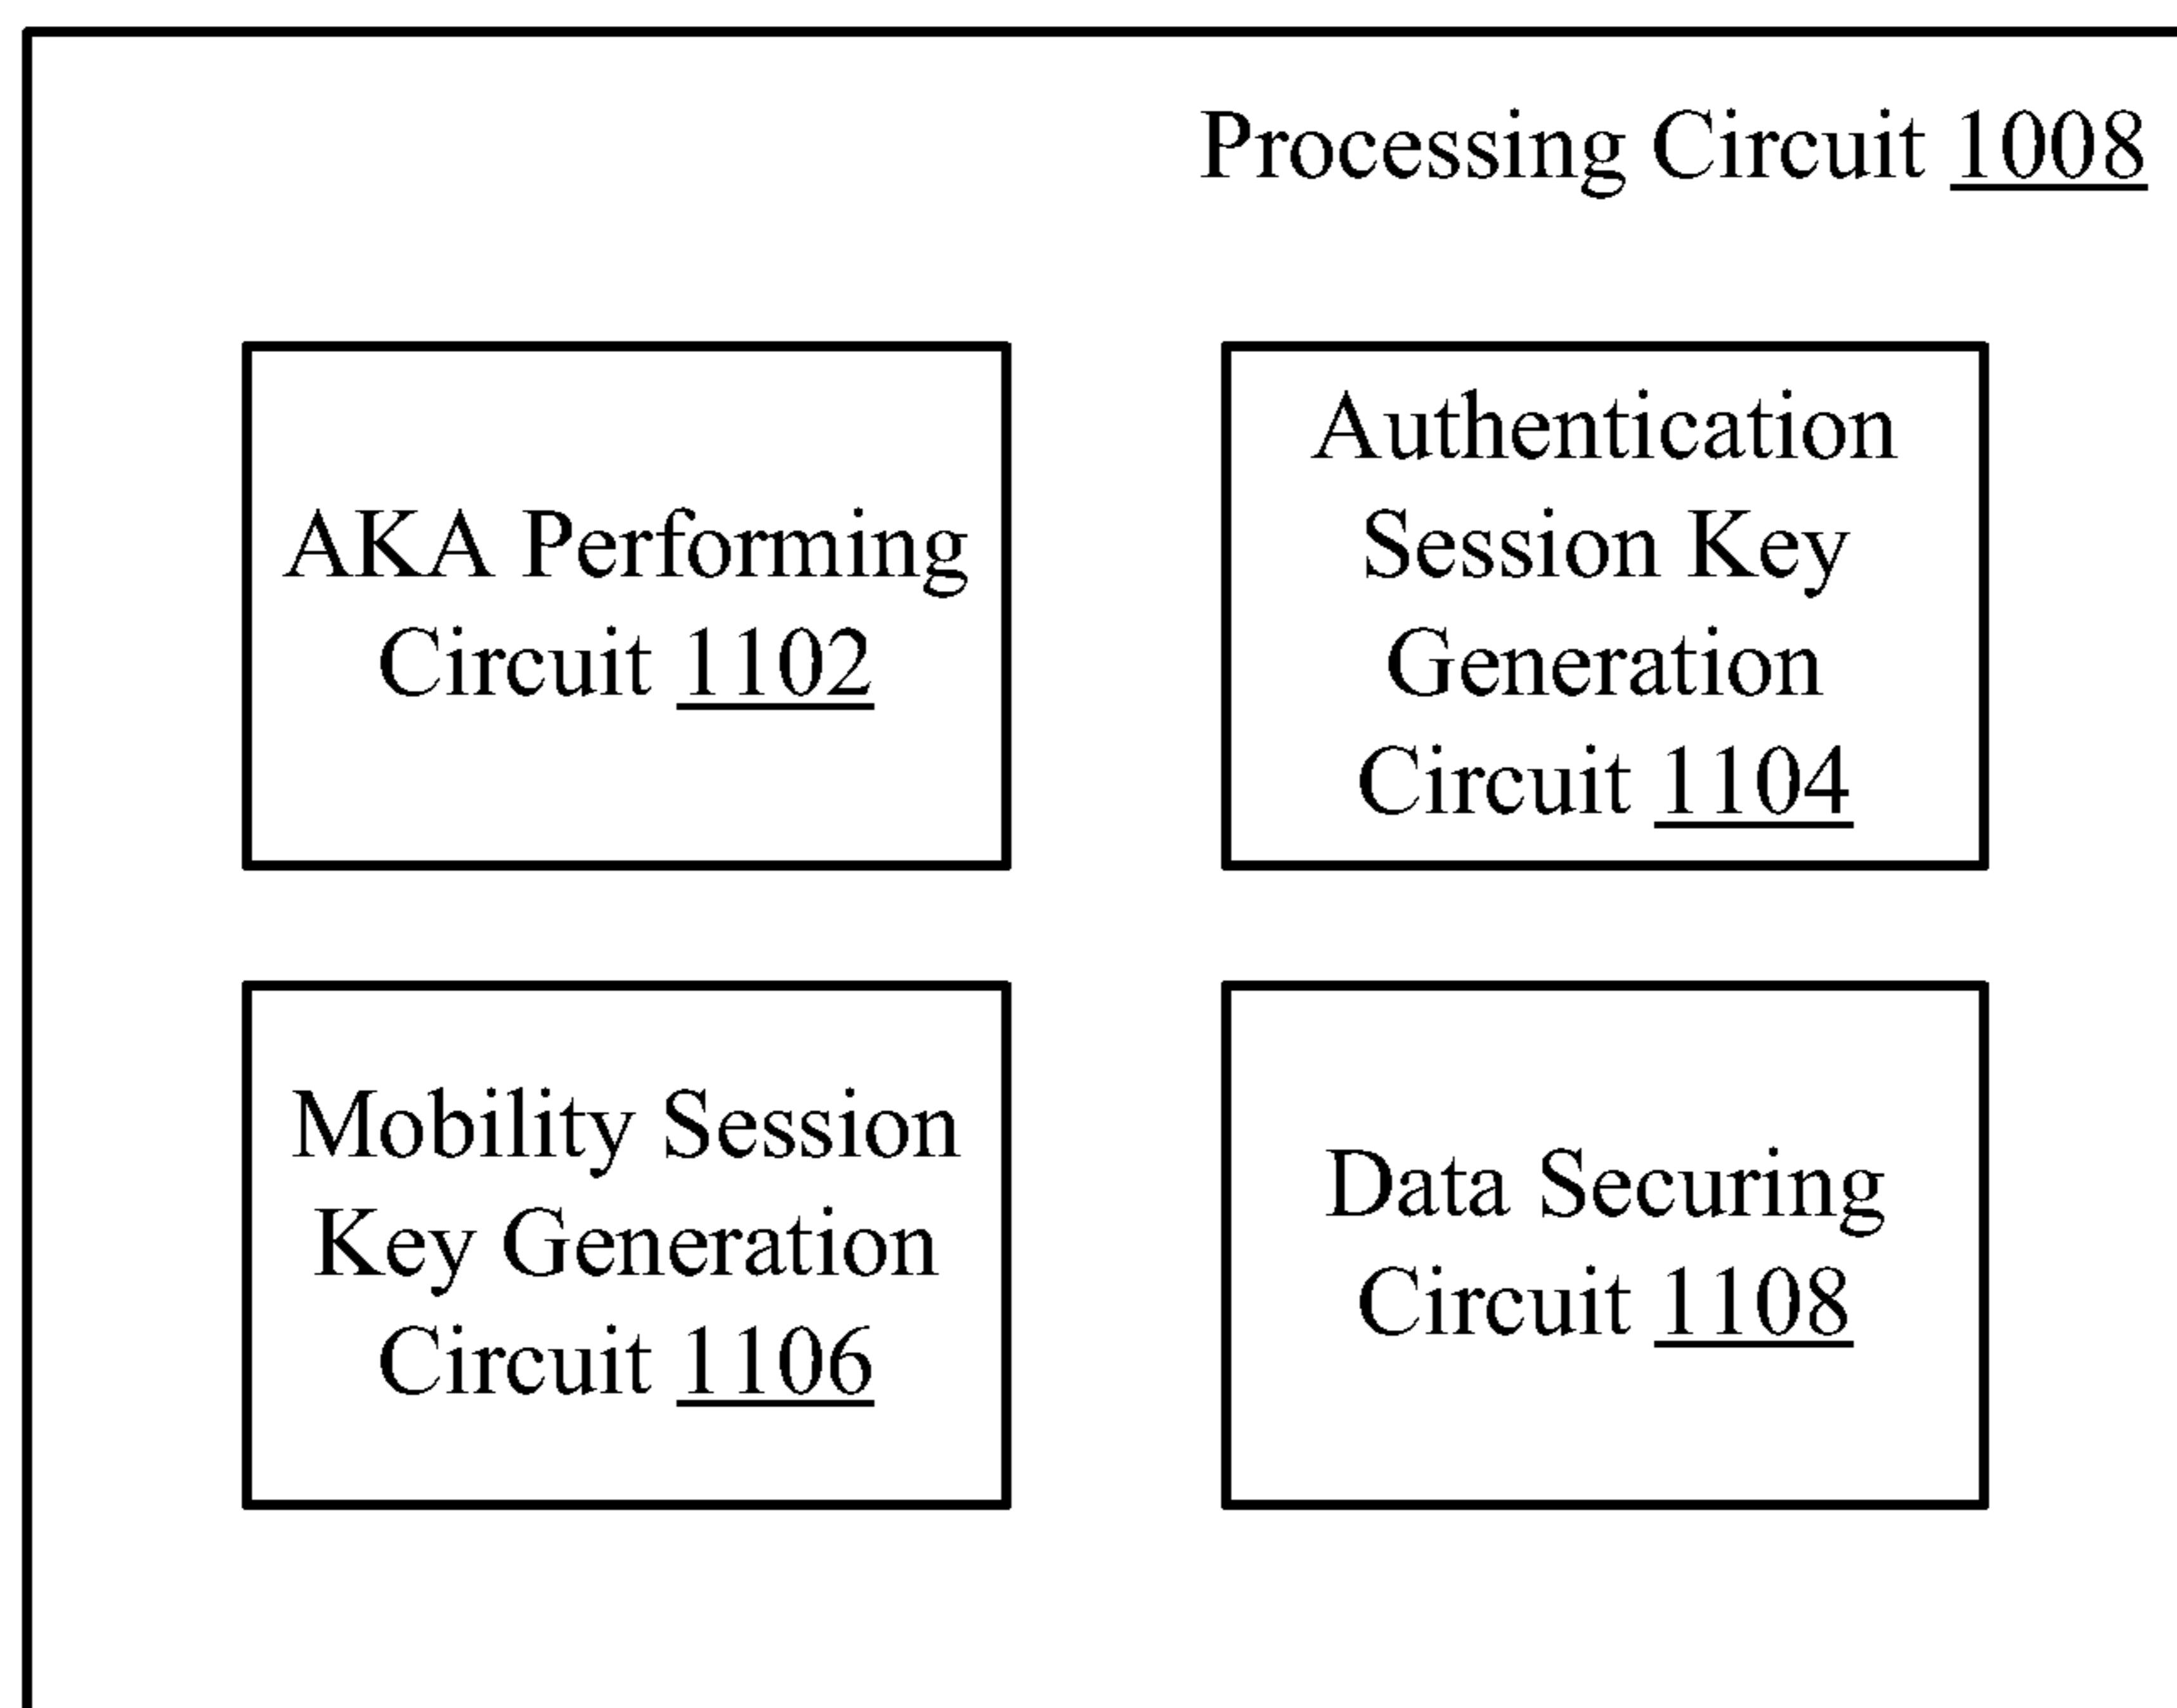 Processing Circuit 1008
AKA Performing
Circuit 1102
Authentication
Session Key
Generation
Circuit 1104
Mobility Session
Key Generation
Circuit 1106
Data Securing
Circuit 1108